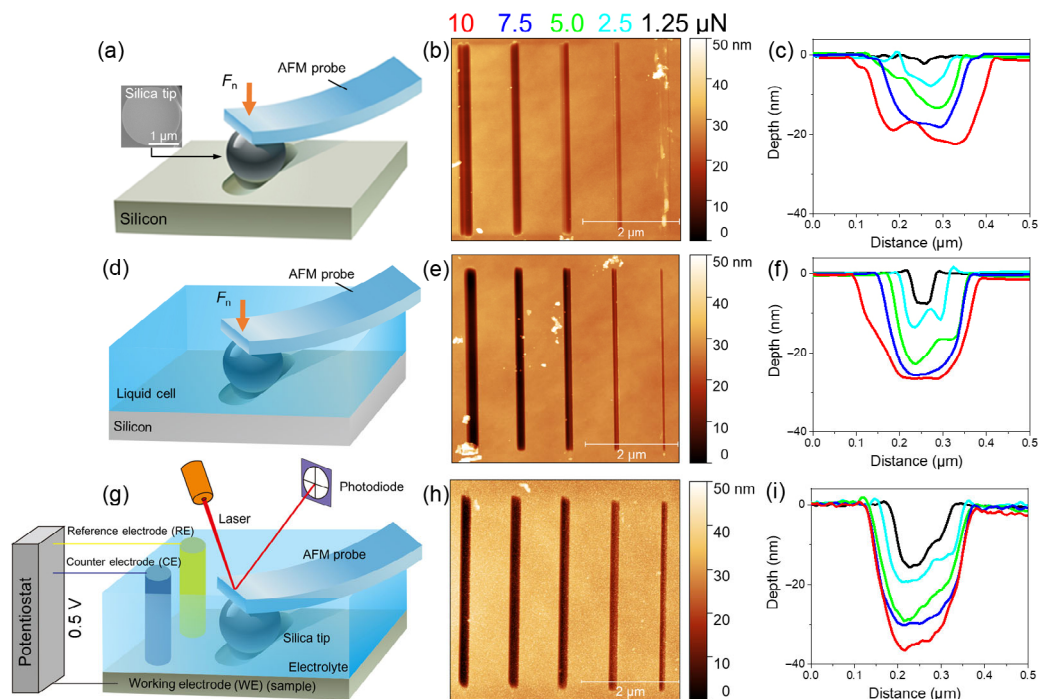 10 7.5 5.0 2.5 1.25 μN
(a)
Fn
AFM probe
Silica tip
1 μm
Silicon
(b)
50 nm
40
30
20
10
0
2 μm
(c)
0
−20
−40
Depth (nm)
0.0 0.1 0.2 0.3 0.4 0.5
Distance (μm)
(d)
Fn
AFM probe
Liquid cell
Silicon
(e)
50 nm
40
30
20
10
0
2 μm
(f)
0
−20
−40
Depth (nm)
0.0 0.1 0.2 0.3 0.4 0.5
Distance (μm)
(g)
Photodiode
Laser
Reference electrode (RE)
AFM probe
Counter electrode (CE)
Potentiostat
0.5 V
Silica tip
Electrolyte
Working electrode (WE) (sample)
(h)
50 nm
40
30
20
10
0
2 μm
(i)
0
−20
−40
Depth (nm)
0.0 0.1 0.2 0.3 0.4 0.5
Distance (μm)